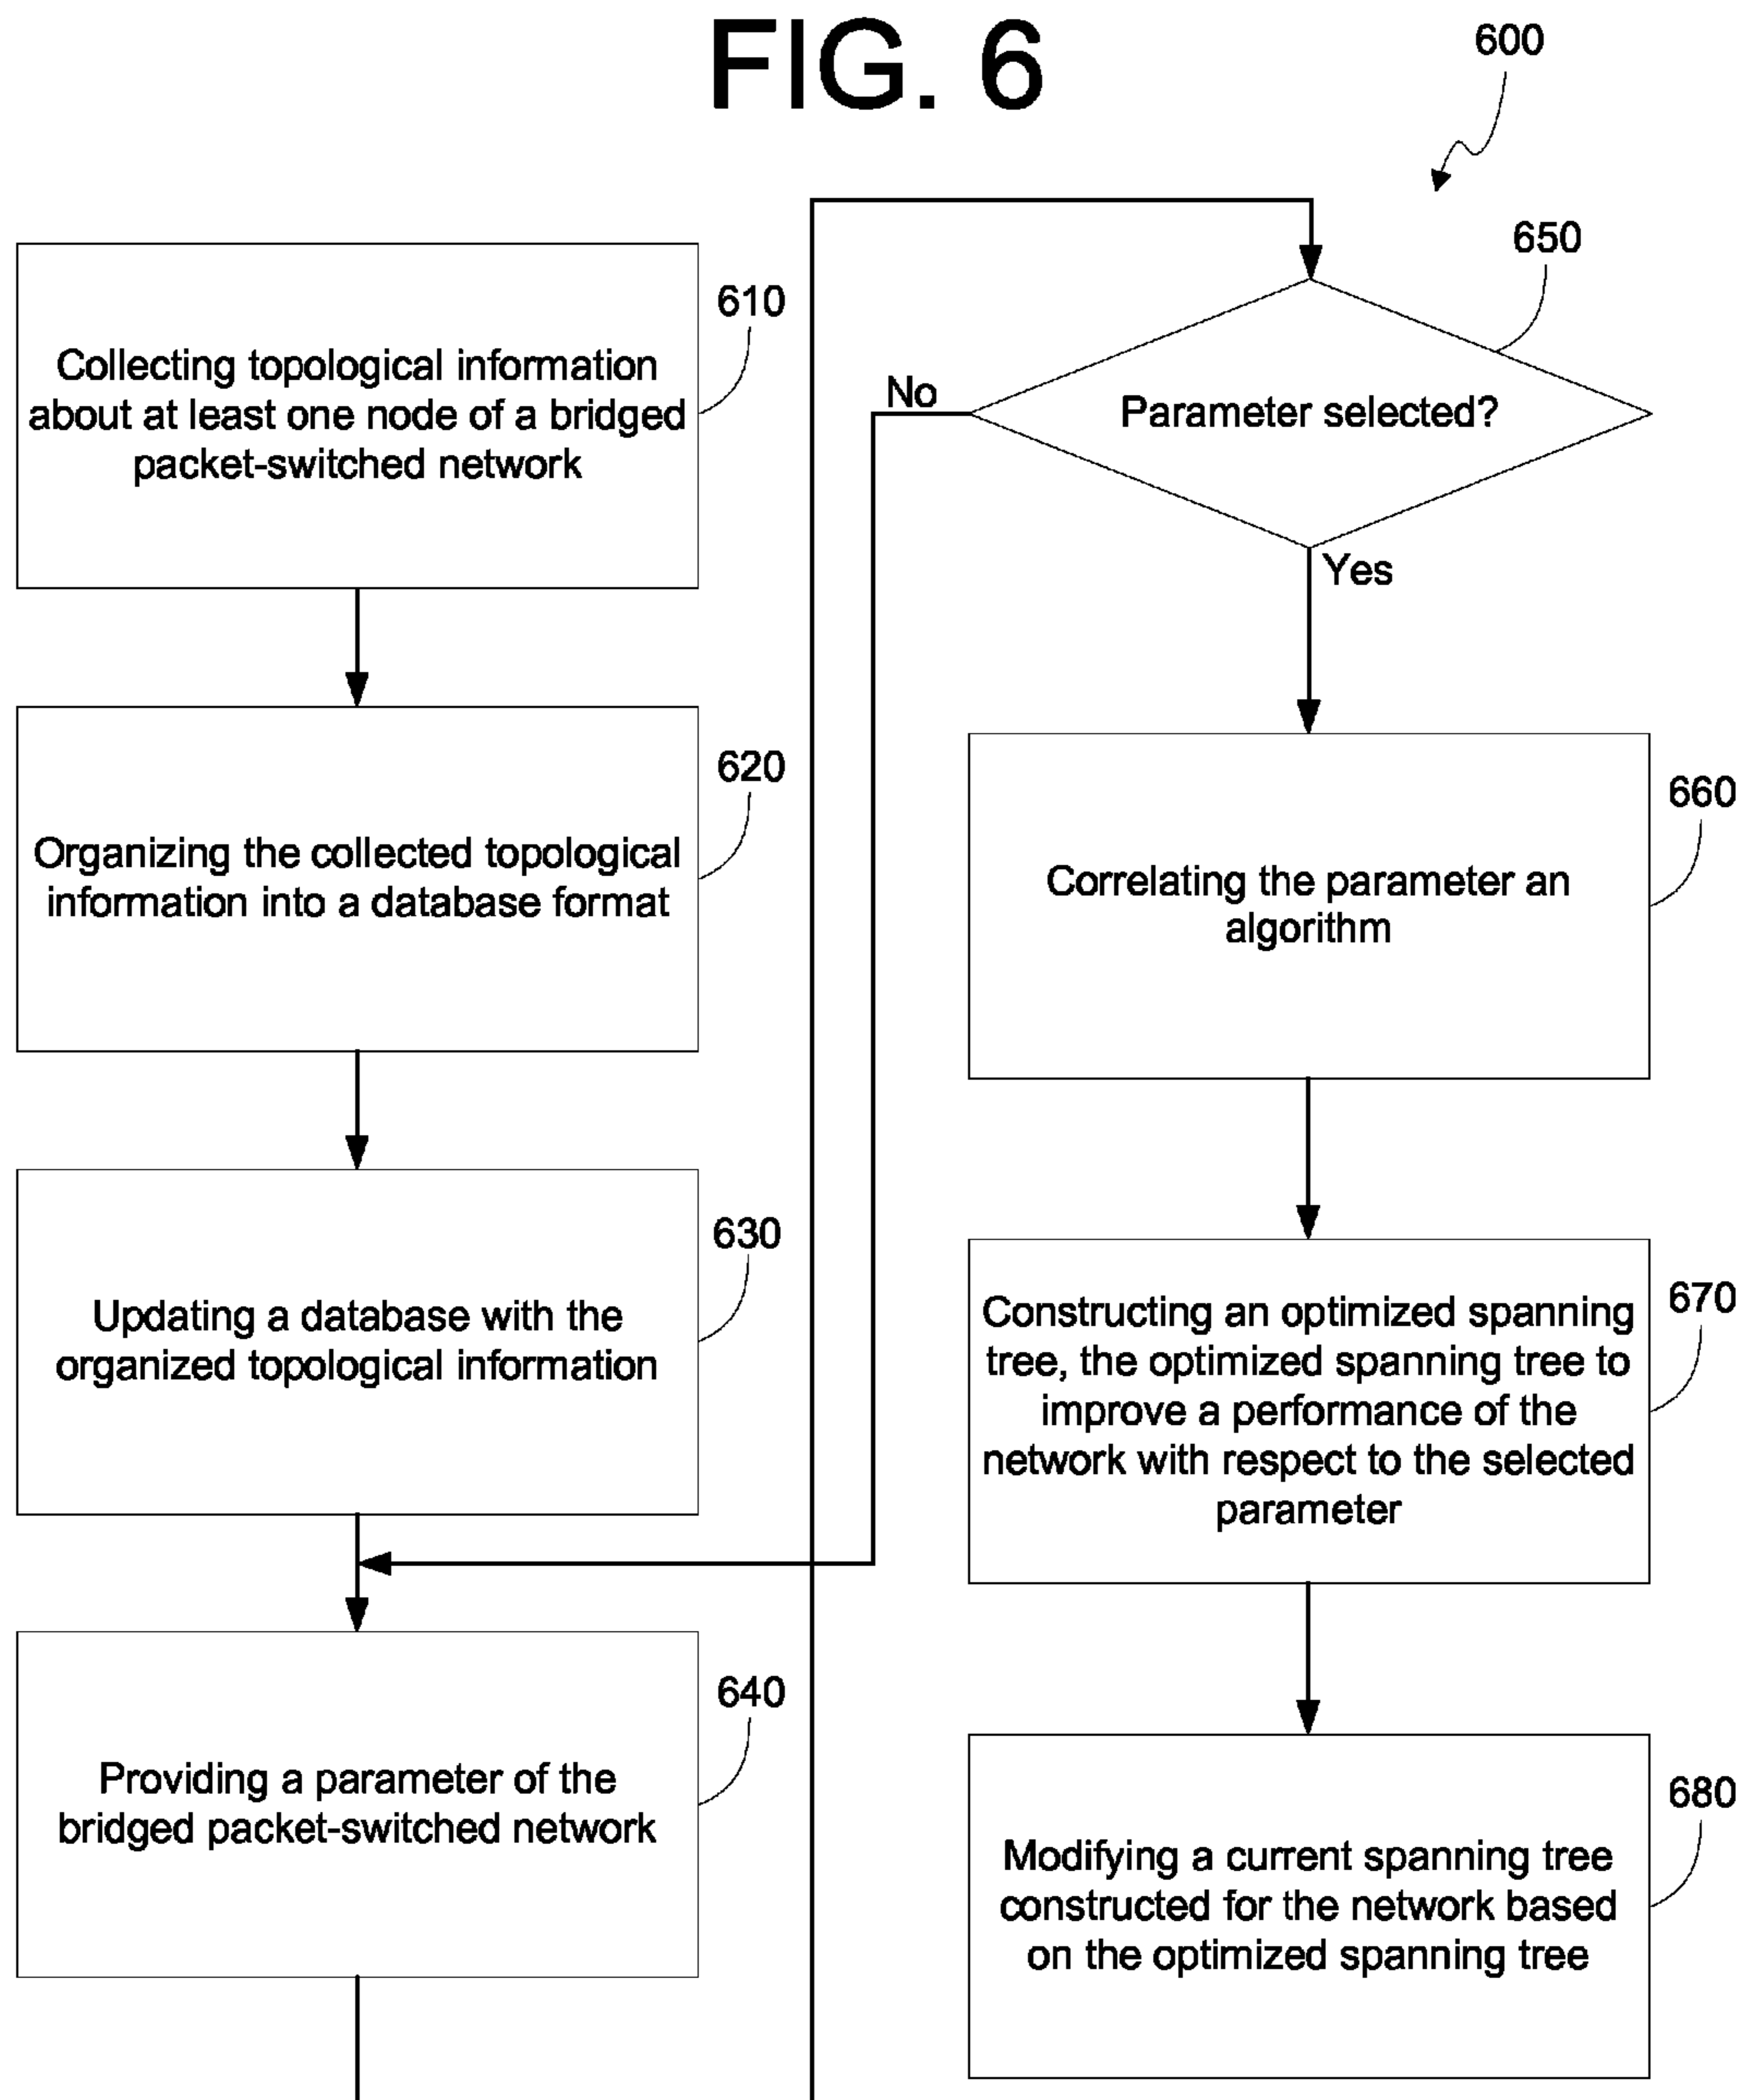 FIG. 6
600
610
Collecting topological information
about at least one node of a bridged
packet-switched network
620
Organizing the collected topological
information into a database format
630
Updating a database with the
organized topological information
640
Providing a parameter of the
bridged packet-switched network
650
Parameter selected?
No
Yes
660
Correlating the parameter an
algorithm
670
Constructing an optimized spanning
tree, the optimized spanning tree to
improve a performance of the
network with respect to the selected
parameter
680
Modifying a current spanning tree
constructed for the network based
on the optimized spanning tree